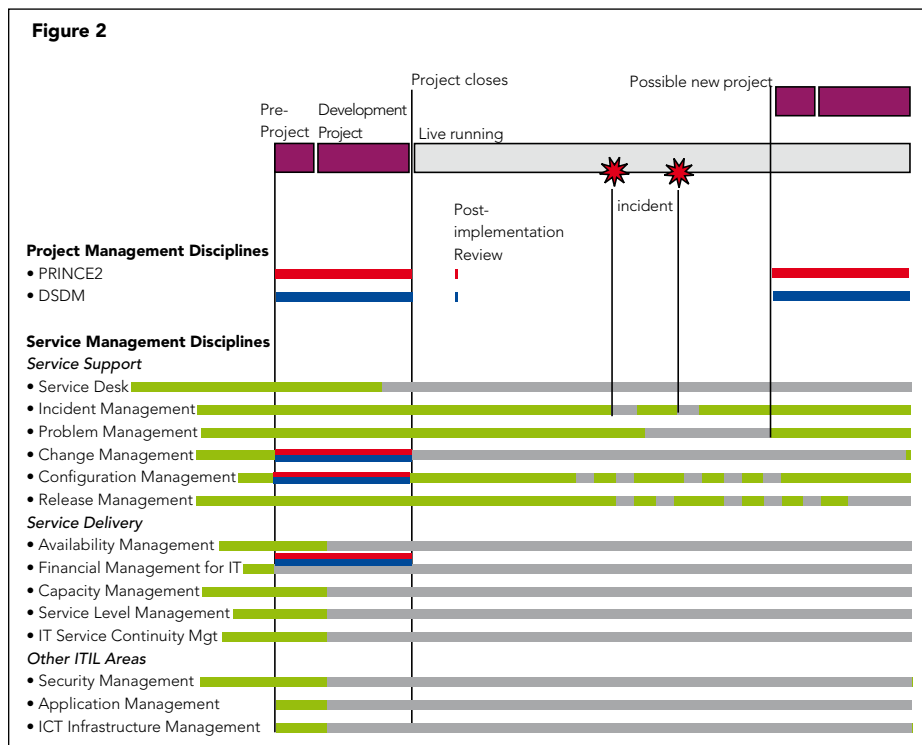 Figure 2
Project closes
Possible new project
Pre-
Project
Development
Project
Live running
incident
Post-
implementation
Review
Project Management Disciplines
• PRINCE2
• DSDM
Service Management Disciplines
Service Support
• Service Desk
• Incident Management
• Problem Management
• Change Management
• Configuration Management
• Release Management
Service Delivery
• Availability Management
• Financial Management for IT
• Capacity Management
• Service Level Management
• IT Service Continuity Mgt
Other ITIL Areas
• Security Management
• Application Management
• ICT Infrastructure Management